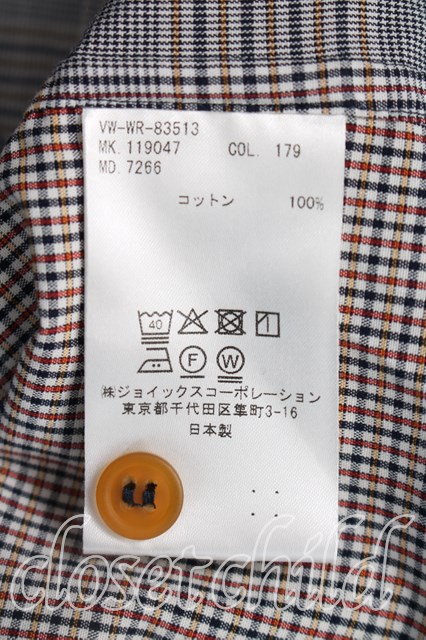 VW-WR-83513
MK. 119047 COL. 179
MD. 7266
コットン 100%
40
F W
㈱ジョイックスコーポレーション
東京都千代田区隼町3-16
日本製
closet child